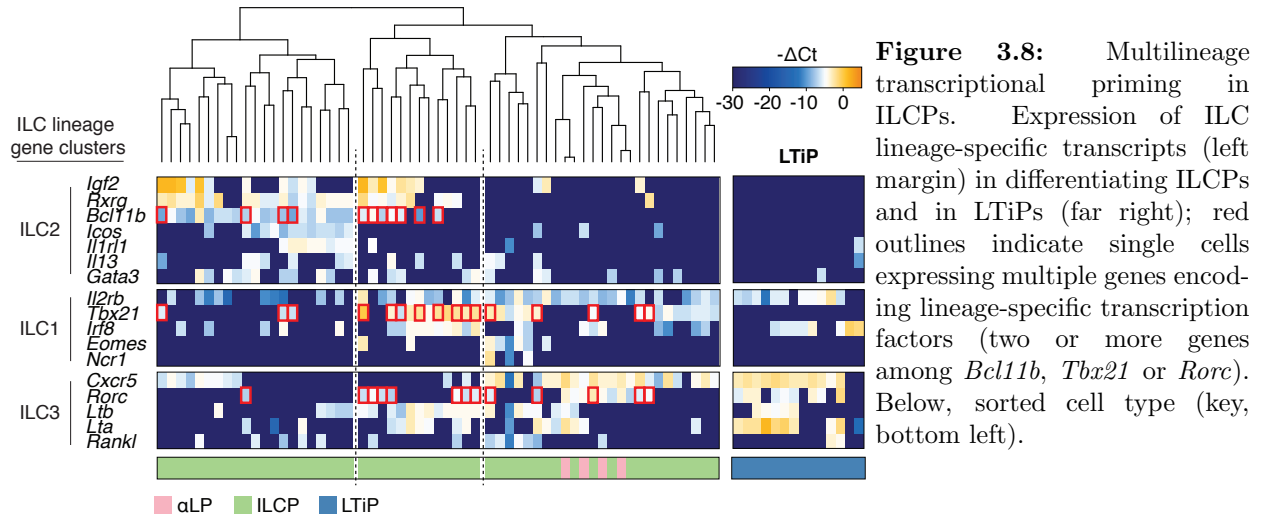 -ΔCt
-30 -20 -10 0
ILC lineage
gene clusters
LTiP
ILC2
Igf2
Rxrg
Bcl11b
Icos
Il1rl1
Il13
Gata3
ILC1
Il2rb
Tbx21
Irf8
Eomes
Ncr1
ILC3
Cxcr5
Rorc
Ltb
Lta
Rankl
αLP ILCP LTiP
Figure 3.8: Multilineage
transcriptional priming in
ILCPs. Expression of ILC
lineage-specific transcripts (left
margin) in differentiating ILCPs
and in LTiPs (far right); red
outlines indicate single cells
expressing multiple genes encod-
ing lineage-specific transcription
factors (two or more genes
among Bcl11b, Tbx21 or Rorc).
Below, sorted cell type (key,
bottom left).